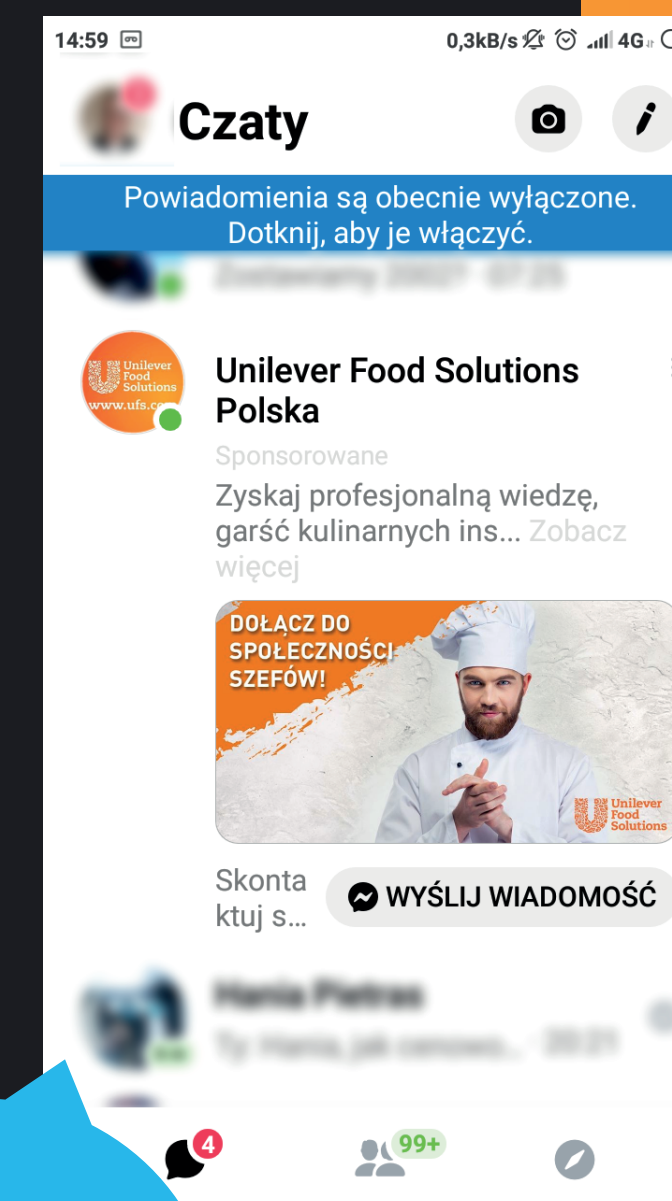 14:59
0,3kB/s 4G
Czaty
Powiadomienia są obecnie wyłączone.
Dotknij, aby je włączyć.
Unilever
Food
Solutions
www.ufs.co
Unilever Food Solutions
Polska
Sponsorowane
Zyskaj profesjonalną wiedzę,
garść kulinarnych ins... Zobacz
więcej
DOŁĄCZ DO
SPOŁECZNOŚCI
SZEFÓW!
Unilever
Food
Solutions
Skonta
ktuj s...
WYŚLIJ WIADOMOŚĆ
4
99+